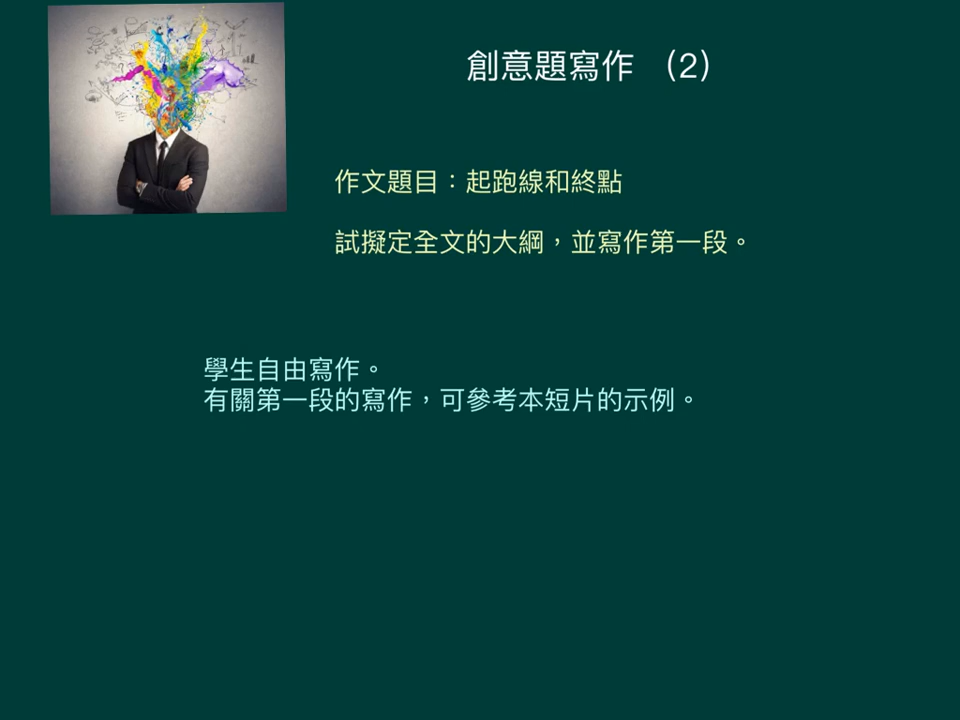 創意題寫作 （2）
作文題目：起跑線和終點
試擬定全文的大綱，並寫作第一段。
學生自由寫作。
有關第一段的寫作，可參考本短片的示例。